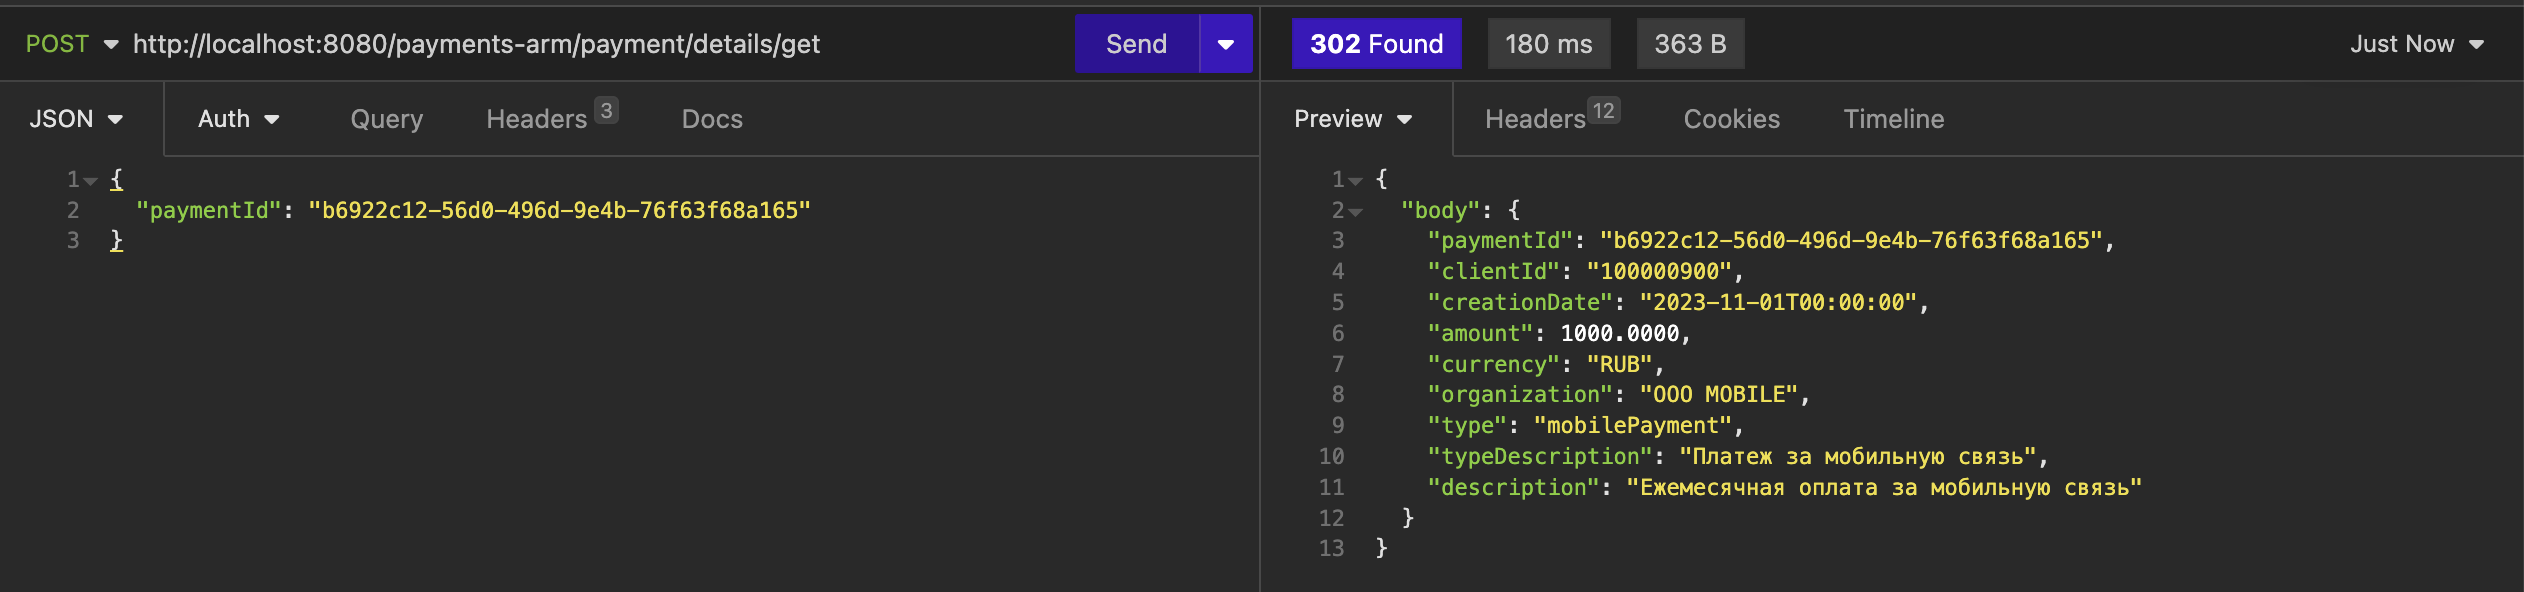 POST http://localhost:8080/payments-arm/payment/details/get Send 302 Found 180 ms 363 B Just Now
JSON Auth Query Headers 3 Docs
1 {
2 "paymentId": "b6922c12-56d0-496d-9e4b-76f63f68a165"
3 }
Preview Headers 12 Cookies Timeline
1 {
2 "body": {
3 "paymentId": "b6922c12-56d0-496d-9e4b-76f63f68a165",
4 "clientId": "100000900",
5 "creationDate": "2023-11-01T00:00:00",
6 "amount": 1000.0000,
7 "currency": "RUB",
8 "organization": "OOO MOBILE",
9 "type": "mobilePayment",
10 "typeDescription": "Платеж за мобильную связь",
11 "description": "Ежемесячная оплата за мобильную связь"
12 }
13 }